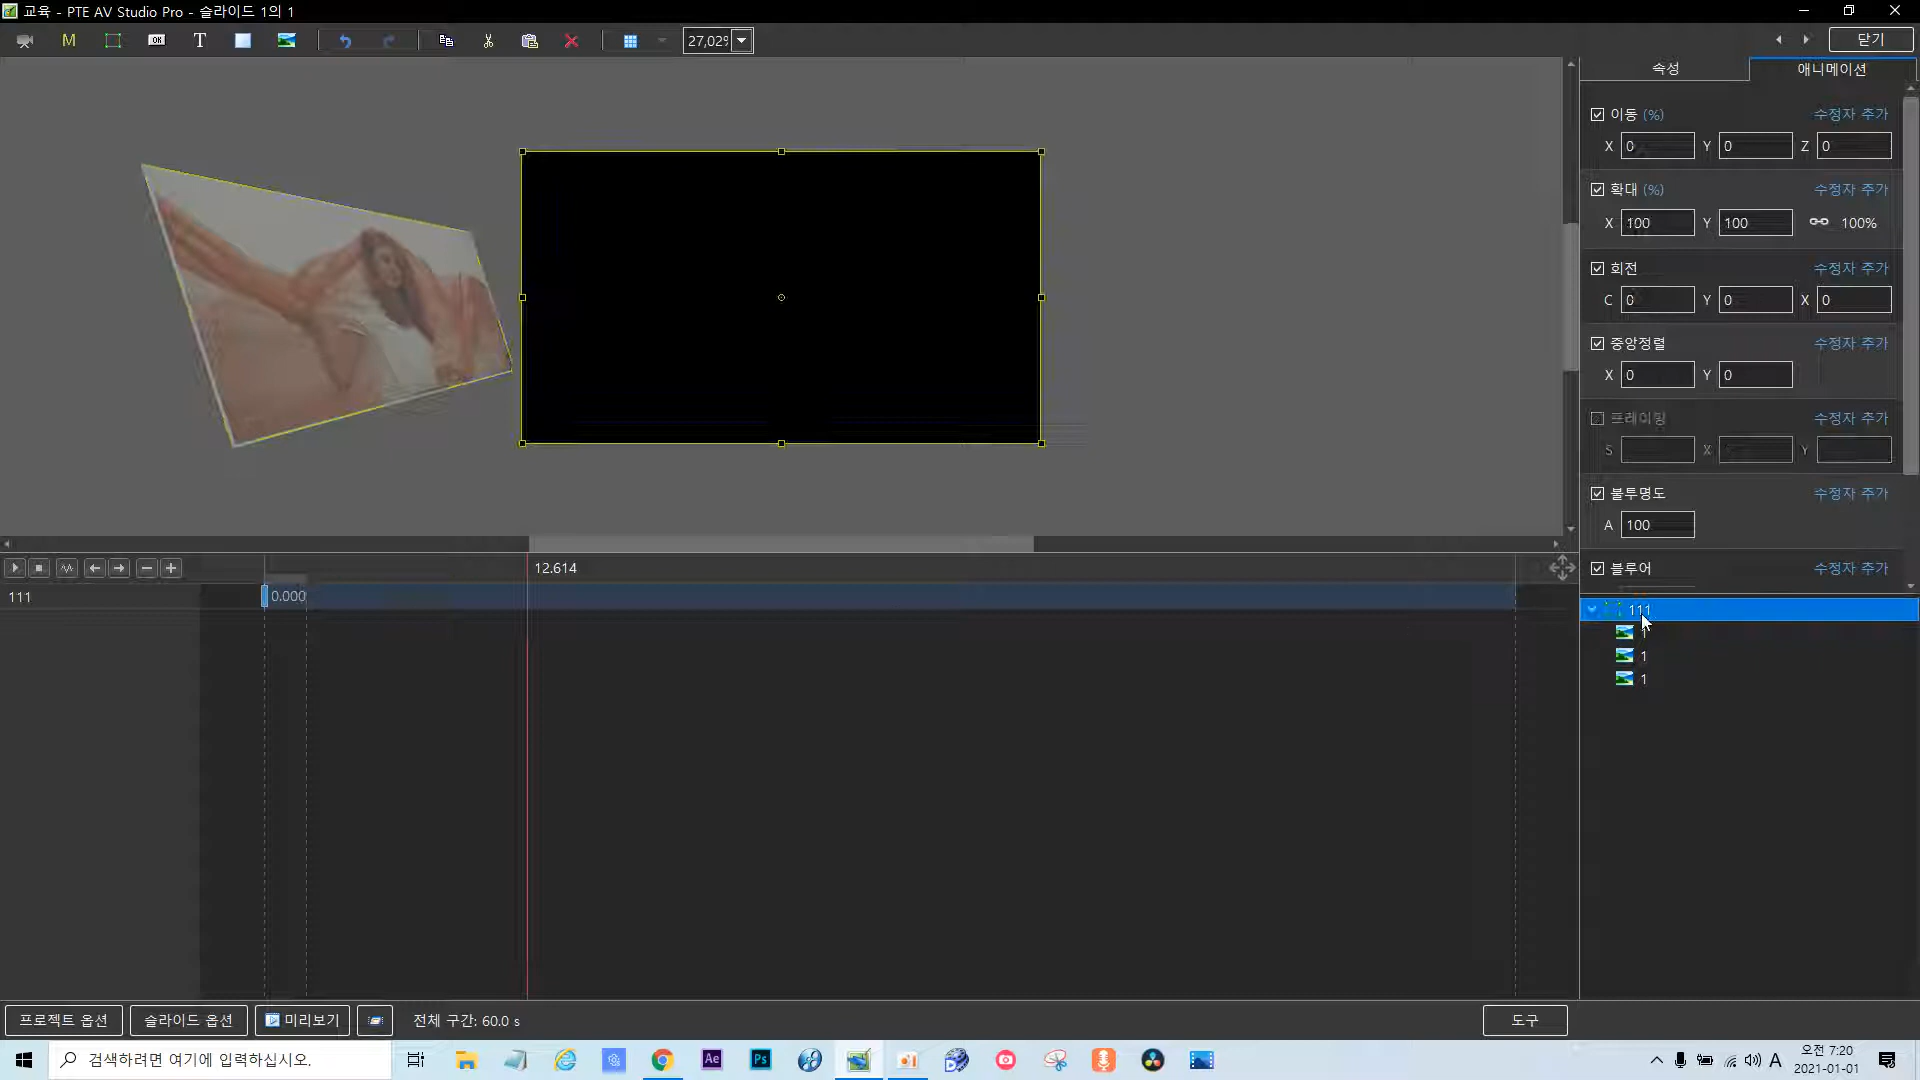 교육 - PTE AV Studio Pro - 슬라이드 1의 1
M OK T 27,029 닫기
속성 애니메이션
이동 (%) 수정자 추가
X 0 Y 0 Z 0
확대 (%) 수정자 추가
X 100 Y 100 100%
회전 수정자 추가
C 0 Y 0 X 0
중앙정렬 수정자 추가
X 0 Y 0
프레이밍 수정자 추가
S X Y
불투명도 수정자 추가
A 100
블루어 수정자 추가
12.614
111 0.000
111
1
1
1
프로젝트 옵션 슬라이드 옵션 미리보기 전체 구간: 60.0 s 도구
검색하려면 여기에 입력하십시오. Ae Ps A 오전 7:20
2021-01-01